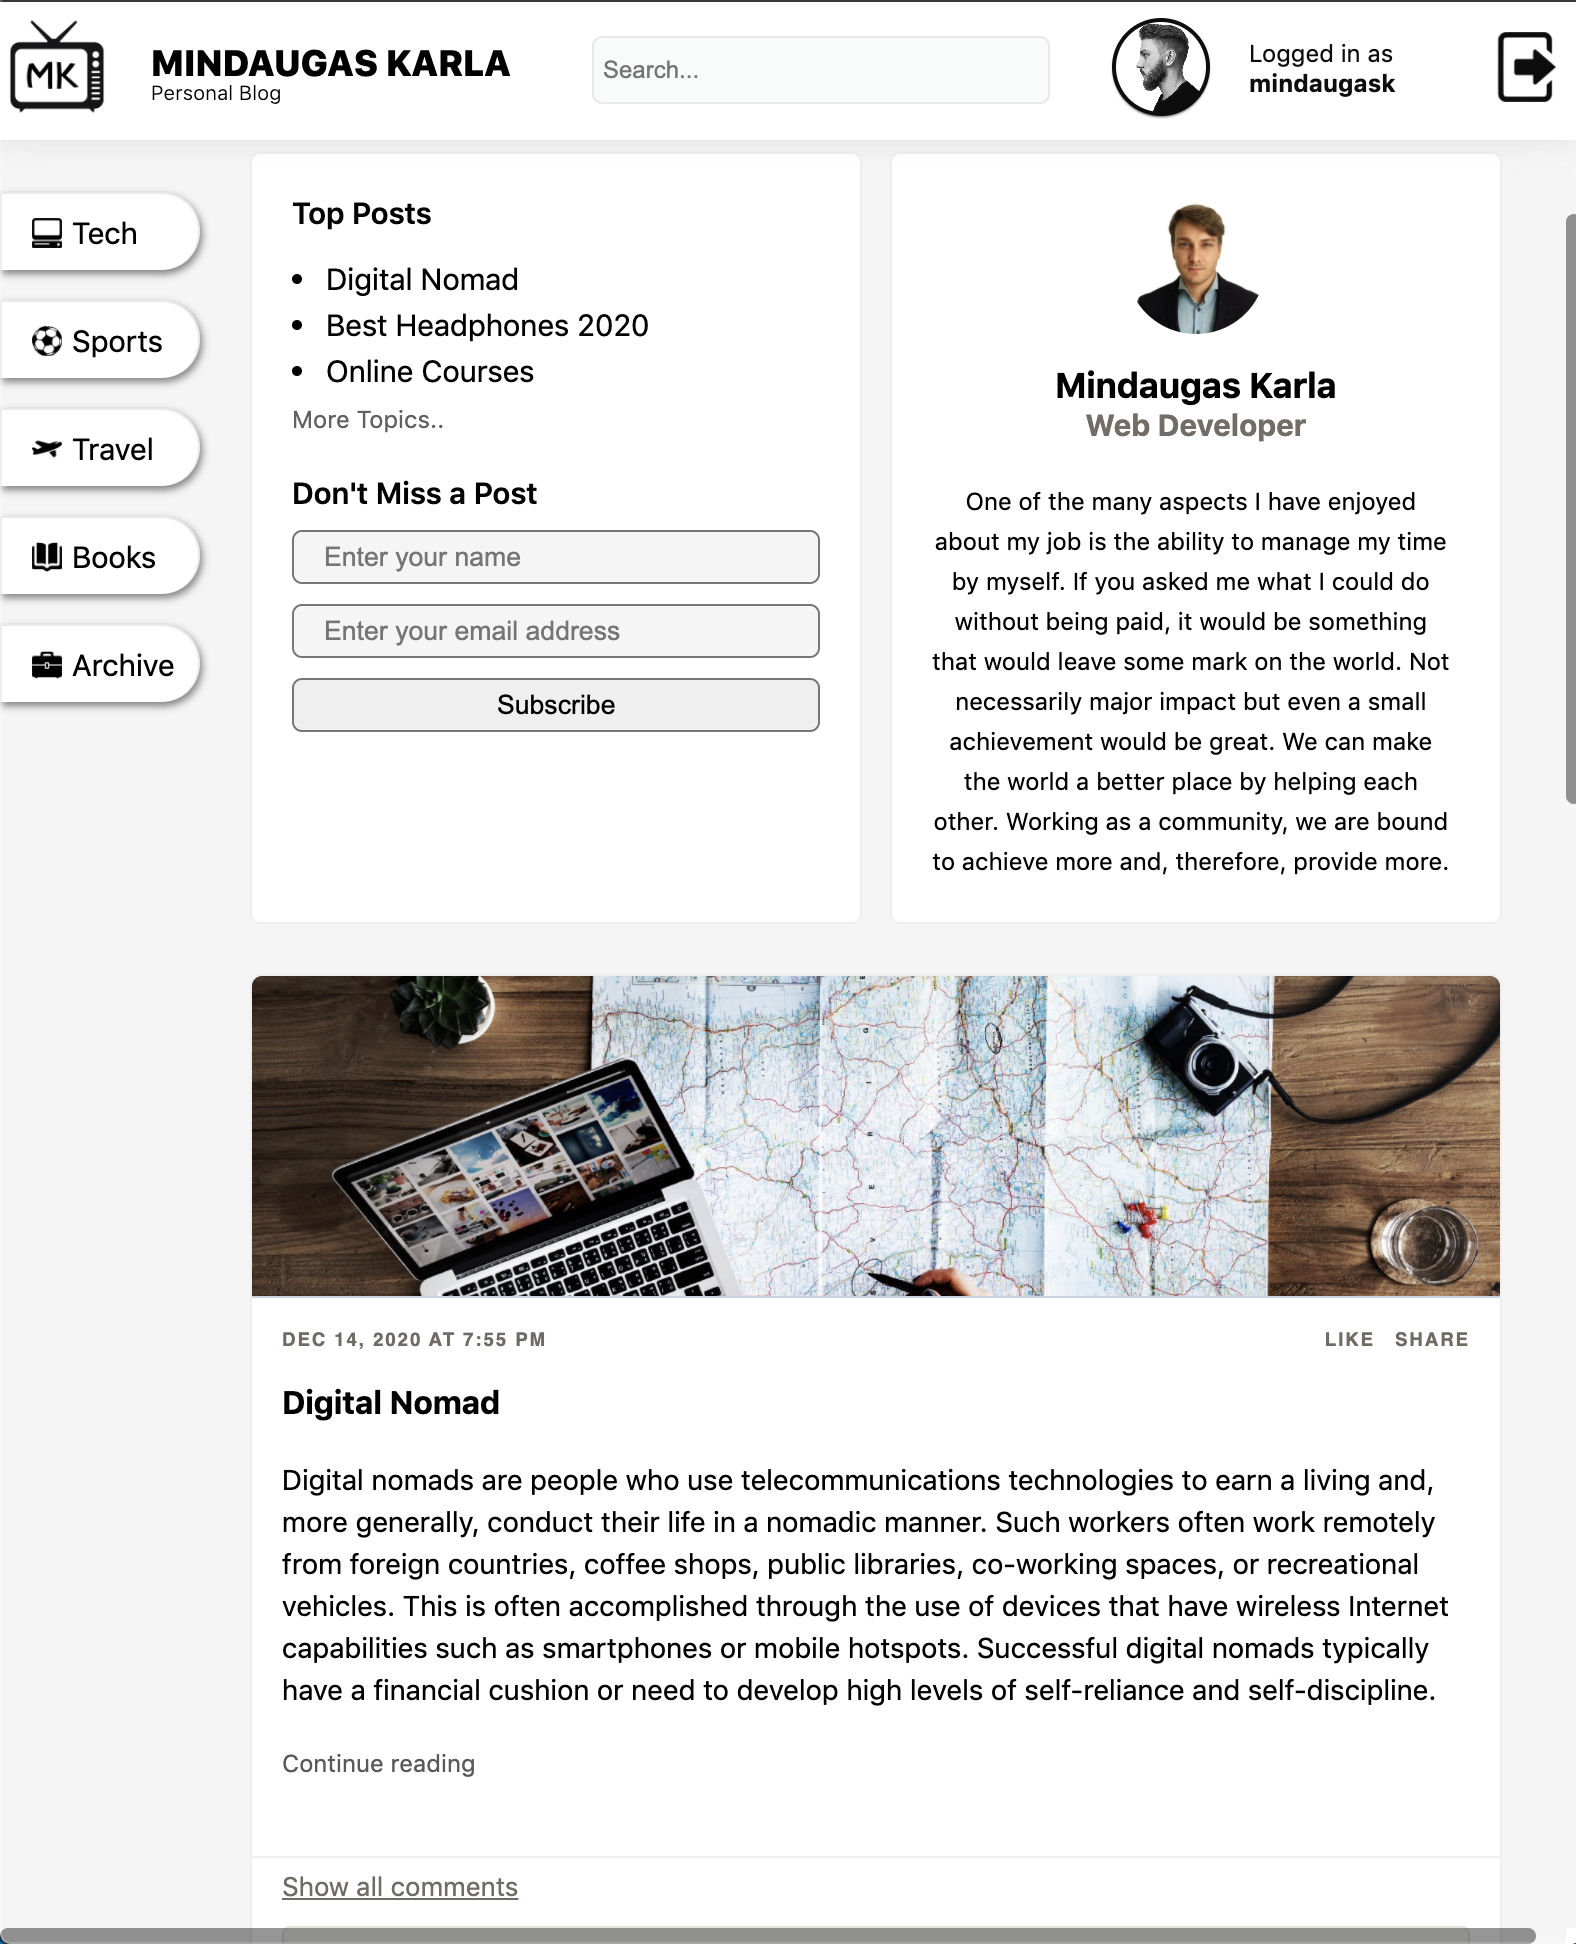 MK
MINDAUGAS KARLA
Personal Blog
Search...
Logged in as
mindaugask
Tech
Sports
Travel
Books
Archive
Top Posts
Digital Nomad
Best Headphones 2020
Online Courses
More Topics..
Don't Miss a Post
Enter your name
Enter your email address
Subscribe
Mindaugas Karla
Web Developer
One of the many aspects I have enjoyed
about my job is the ability to manage my time
by myself. If you asked me what I could do
without being paid, it would be something
that would leave some mark on the world. Not
necessarily major impact but even a small
achievement would be great. We can make
the world a better place by helping each
other. Working as a community, we are bound
to achieve more and, therefore, provide more.
DEC 14, 2020 AT 7:55 PM
LIKE SHARE
Digital Nomad
Digital nomads are people who use telecommunications technologies to earn a living and,
more generally, conduct their life in a nomadic manner. Such workers often work remotely
from foreign countries, coffee shops, public libraries, co-working spaces, or recreational
vehicles. This is often accomplished through the use of devices that have wireless Internet
capabilities such as smartphones or mobile hotspots. Successful digital nomads typically
have a financial cushion or need to develop high levels of self-reliance and self-discipline.
Continue reading
Show all comments